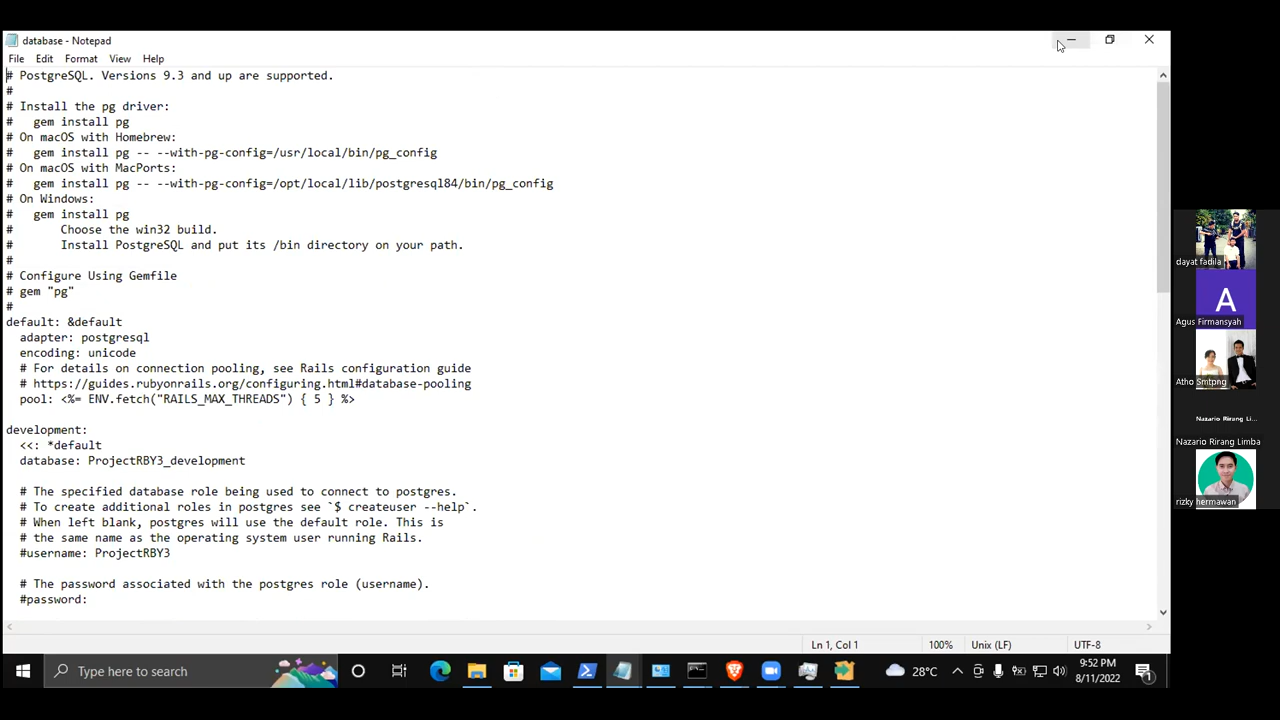 database - Notepad
File Edit Format View Help
# PostgreSQL. Versions 9.3 and up are supported.
#
# Install the pg driver:
#   gem install pg
# On macOS with Homebrew:
#   gem install pg -- --with-pg-config=/usr/local/bin/pg_config
# On macOS with MacPorts:
#   gem install pg -- --with-pg-config=/opt/local/lib/postgresql84/bin/pg_config
# On Windows:
#   gem install pg
#       Choose the win32 build.
#       Install PostgreSQL and put its /bin directory on your path.
#
# Configure Using Gemfile
# gem "pg"
#
default: &default
  adapter: postgresql
  encoding: unicode
  # For details on connection pooling, see Rails configuration guide
  # https://guides.rubyonrails.org/configuring.html#database-pooling
  pool: <%= ENV.fetch("RAILS_MAX_THREADS") { 5 } %>
development:
  <<: *default
  database: ProjectRBY3_development
  # The specified database role being used to connect to postgres.
  # To create additional roles in postgres see `$ createuser --help`.
  # When left blank, postgres will use the default role. This is
  # the same name as the operating system user running Rails.
  #username: ProjectRBY3
  # The password associated with the postgres role (username).
  #password:
Ln 1, Col 1 100% Unix (LF) UTF-8
dayat fadila
A
Agus Firmansyah
Atho Smtpng
Nazario Rirang Li...
Nazario Rirang Limba
rizky hermawan
Type here to search
28°C
9:52 PM
8/11/2022
1